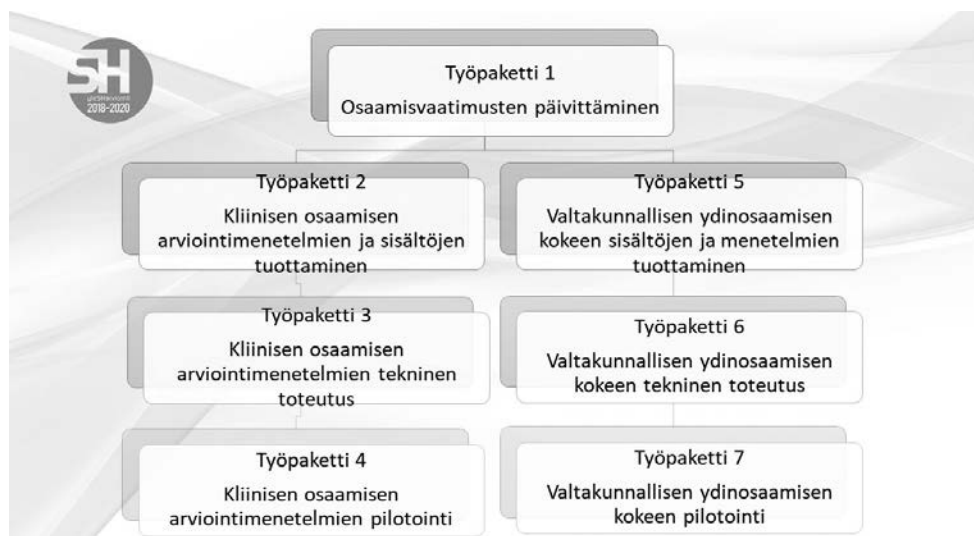 SH
2018-2020
Työpaketti 1
Osaamisvaatimusten päivittäminen
Työpaketti 2
Kliinisen osaamisen
arviointimenetelmien ja sisältöjen
tuottaminen
Työpaketti 3
Kliinisen osaamisen
arviointimenetelmien tekninen
toteutus
Työpaketti 4
Kliinisen osaamisen
arviointimenetelmien pilotointi
Työpaketti 5
Valtakunnallisen ydinosaamisen
kokeen sisältöjen ja menetelmien
tuottaminen
Työpaketti 6
Valtakunnallisen ydinosaamisen
kokeen tekninen toteutus
Työpaketti 7
Valtakunnallisen ydinosaamisen
kokeen pilotointi